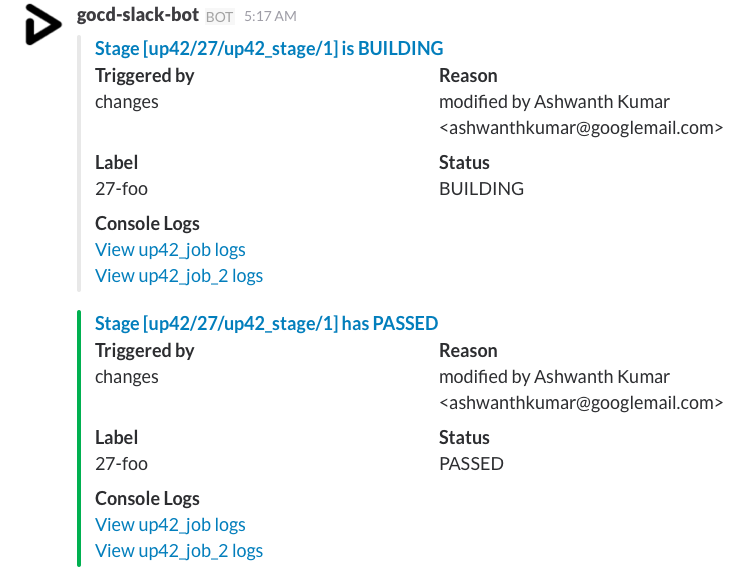 gocd-slack-bot BOT 5:17 AM
Stage [up42/27/up42_stage/1] is BUILDING
Triggered by Reason
changes modified by Ashwanth Kumar
<ashwanthkumar@googlemail.com>
Label Status
27-foo BUILDING
Console Logs
View up42_job logs
View up42_job_2 logs
Stage [up42/27/up42_stage/1] has PASSED
Triggered by Reason
changes modified by Ashwanth Kumar
<ashwanthkumar@googlemail.com>
Label Status
27-foo PASSED
Console Logs
View up42_job logs
View up42_job_2 logs